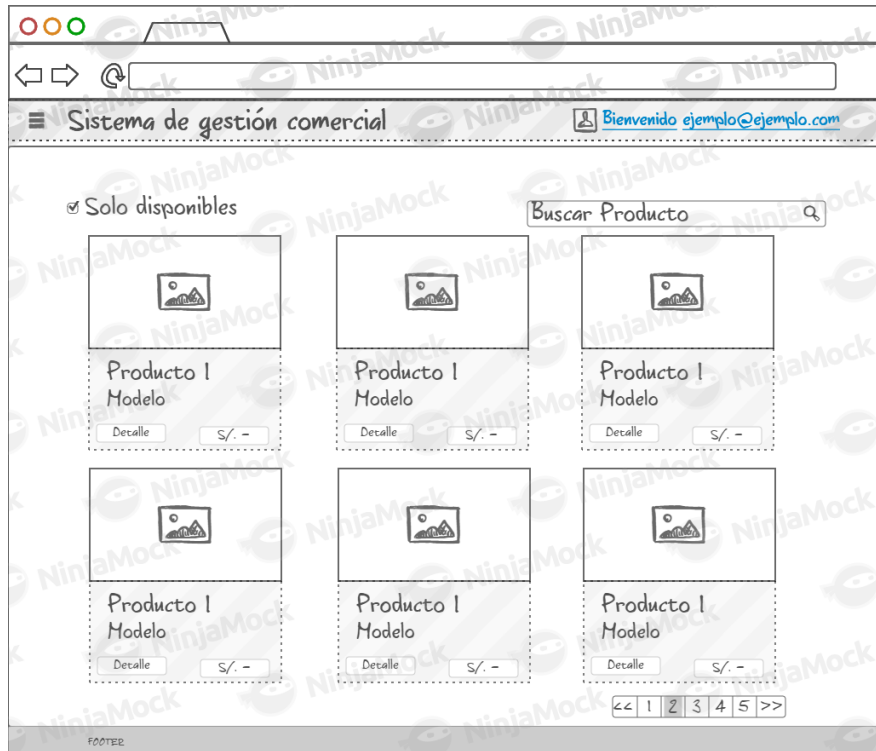 Sistema de gestión comercial
Bienvenido ejemplo@ejemplo.com
Solo disponibles
Buscar Producto
Producto 1
Modelo
Detalle
S/. -
Producto 1
Modelo
Detalle
S/. -
Producto 1
Modelo
Detalle
S/. -
Producto 1
Modelo
Detalle
S/. -
Producto 1
Modelo
Detalle
S/. -
Producto 1
Modelo
Detalle
S/. -
<< 1 2 3 4 5 >>
FOOTER
NinjaMock